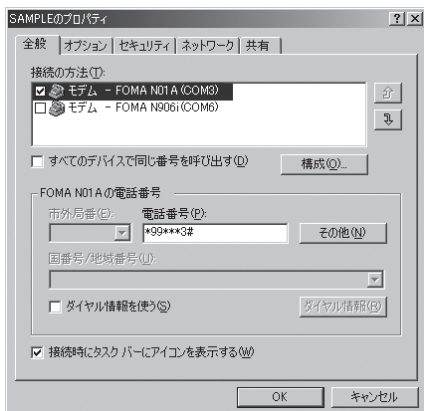 SAMPLEのプロパティ
全般 オプション セキュリティ ネットワーク 共有
接続の方法(T):
モデム - FOMA N01A(COM3)
モデム - FOMA N906i(COM6)
すべてのデバイスで同じ番号を呼び出す(D)
構成(O)...
FOMA N01Aの電話番号
市外局番(E): 電話番号(P):
*99***3#
その他(N)
国番号/地域番号(U):
ダイヤル情報を使う(S)
ダイヤル情報(R)
接続時にタスク バーにアイコンを表示する(W)
OK キャンセル